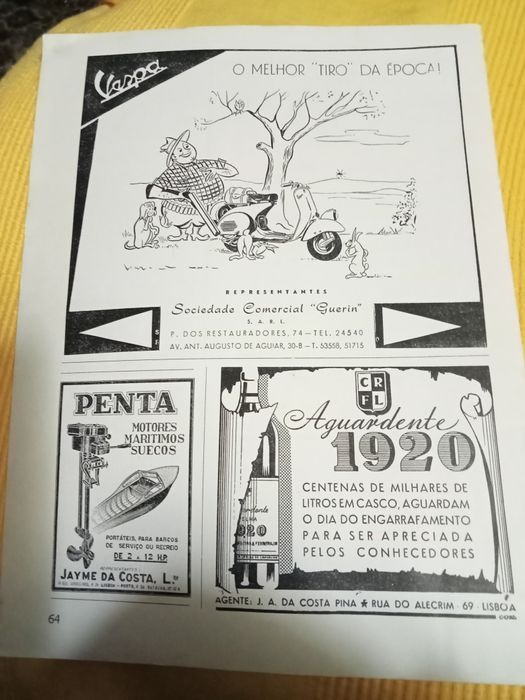 Vespa
O MELHOR "TIRO" DA ÉPOCA!
REPRESENTANTES
Sociedade Comercial "Guerin"
S. A. R. L.
P. DOS RESTAURADORES, 74 – TEL. 24540
AV. ANT. AUGUSTO DE AGUIAR, 30-B – T. 53558, 51715
PENTA
MOTORES
MARITIMOS
SUECOS
PORTÁTEIS, PARA BARCOS
DE SERVIÇO OU RECREIO
DE 2 a 12 H.P.
REPRESENTANTES:
JAYME DA COSTA, L.da
CRFL
Aguardente
1920
CENTENAS DE MILHARES DE
LITROS EM CASCO, AGUARDAM
O DIA DO ENGARRAFAMENTO
PARA SER APRECIADA
PELOS CONHECEDORES
AGENTE: J. A. DA COSTA PINA ★ RUA DO ALECRIM - 69 - LISBOA
64